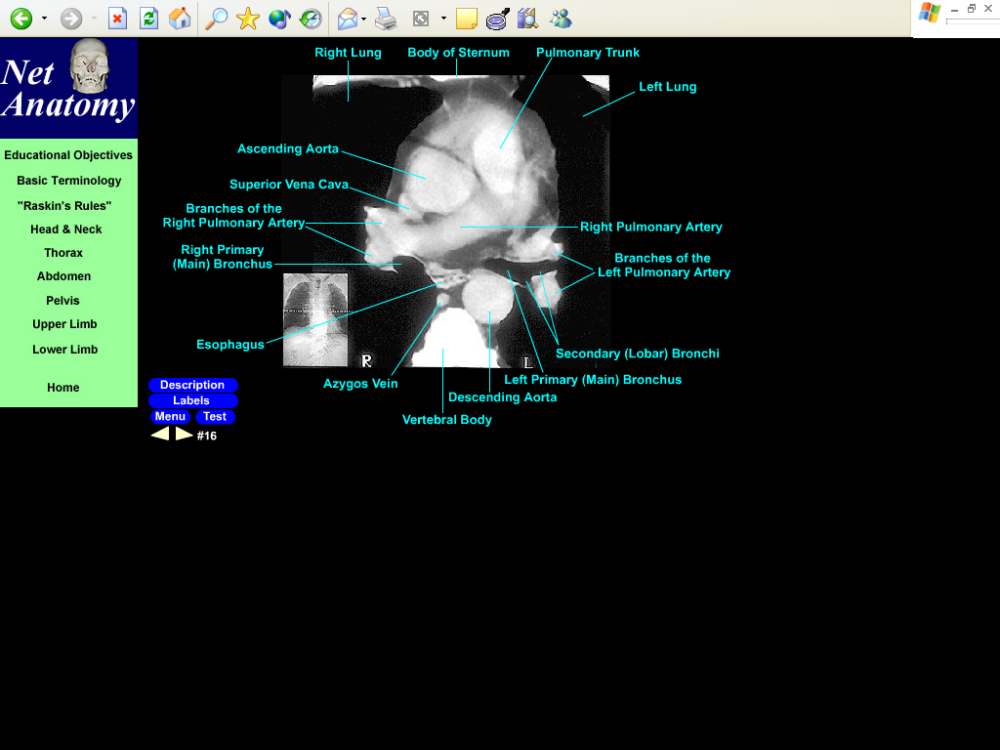 Net
Anatomy
Educational Objectives
Basic Terminology
"Raskin's Rules"
Head & Neck
Thorax
Abdomen
Pelvis
Upper Limb
Lower Limb
Home
Right Lung
Body of Sternum
Pulmonary Trunk
Left Lung
Ascending Aorta
Superior Vena Cava
Branches of the
Right Pulmonary Artery
Right Primary
(Main) Bronchus
Right Pulmonary Artery
Branches of the
Left Pulmonary Artery
Esophagus
Secondary (Lobar) Bronchi
R
L
Azygos Vein
Left Primary (Main) Bronchus
Descending Aorta
Vertebral Body
Description
Labels
Menu
Test
#16